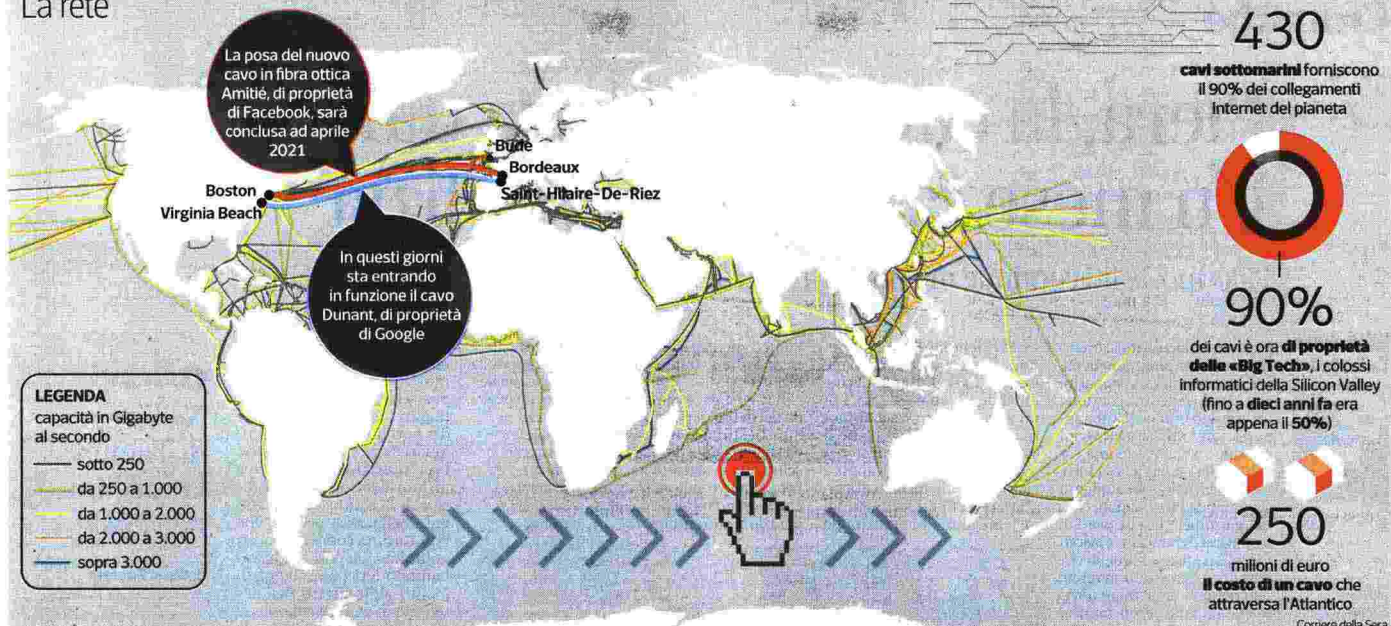 La rete
La posa del nuovo
cavo in fibra ottica
Amitié, di proprietà
di Facebook, sarà
conclusa ad aprile
2021
Boston
Virginia Beach
Bude
Bordeaux
Saint-Hilaire-De-Riez
In questi giorni
sta entrando
in funzione il cavo
Dunant, di proprietà
di Google
LEGENDA
capacità in Gigabyte
al secondo
sotto 250
da 250 a 1.000
da 1.000 a 2.000
da 2.000 a 3.000
sopra 3.000
430
cavi sottomarini forniscono
il 90% dei collegamenti
Internet del pianeta
90%
dei cavi è ora di proprietà
delle «Big Tech», i colossi
informatici della Silicon Valley
(fino a dieci anni fa era
appena il 50%)
250
milioni di euro
il costo di un cavo che
attraversa l'Atlantico
Corriere della Sera